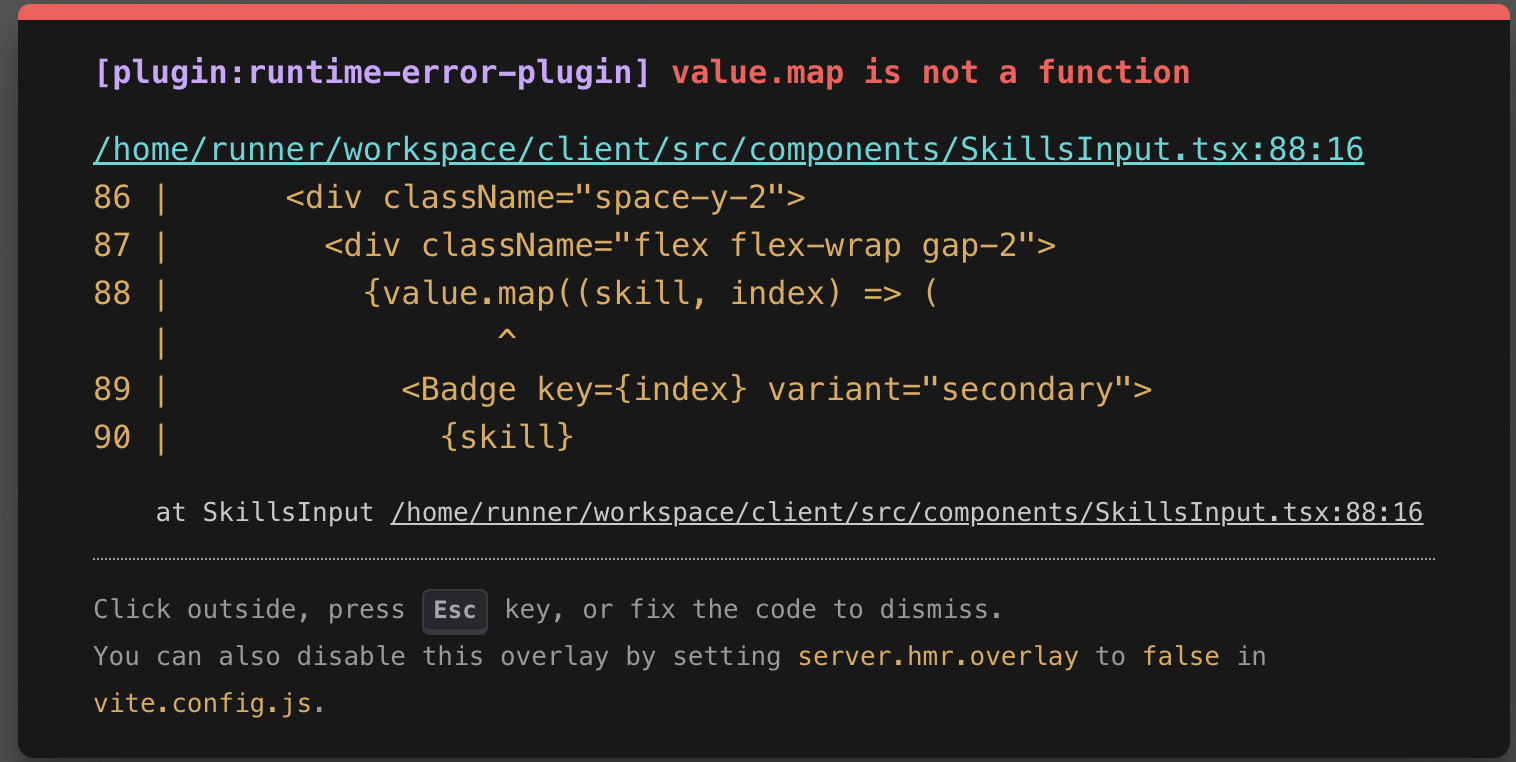 [plugin:runtime-error-plugin] value.map is not a function
/home/runner/workspace/client/src/components/SkillsInput.tsx:88:16
86 |      <div className="space-y-2">
87 |        <div className="flex flex-wrap gap-2">
88 |          {value.map((skill, index) => (
   |                 ^
89 |            <Badge key={index} variant="secondary">
90 |              {skill}
at SkillsInput /home/runner/workspace/client/src/components/SkillsInput.tsx:88:16
Click outside, press Esc key, or fix the code to dismiss.
You can also disable this overlay by setting server.hmr.overlay to false in
vite.config.js.